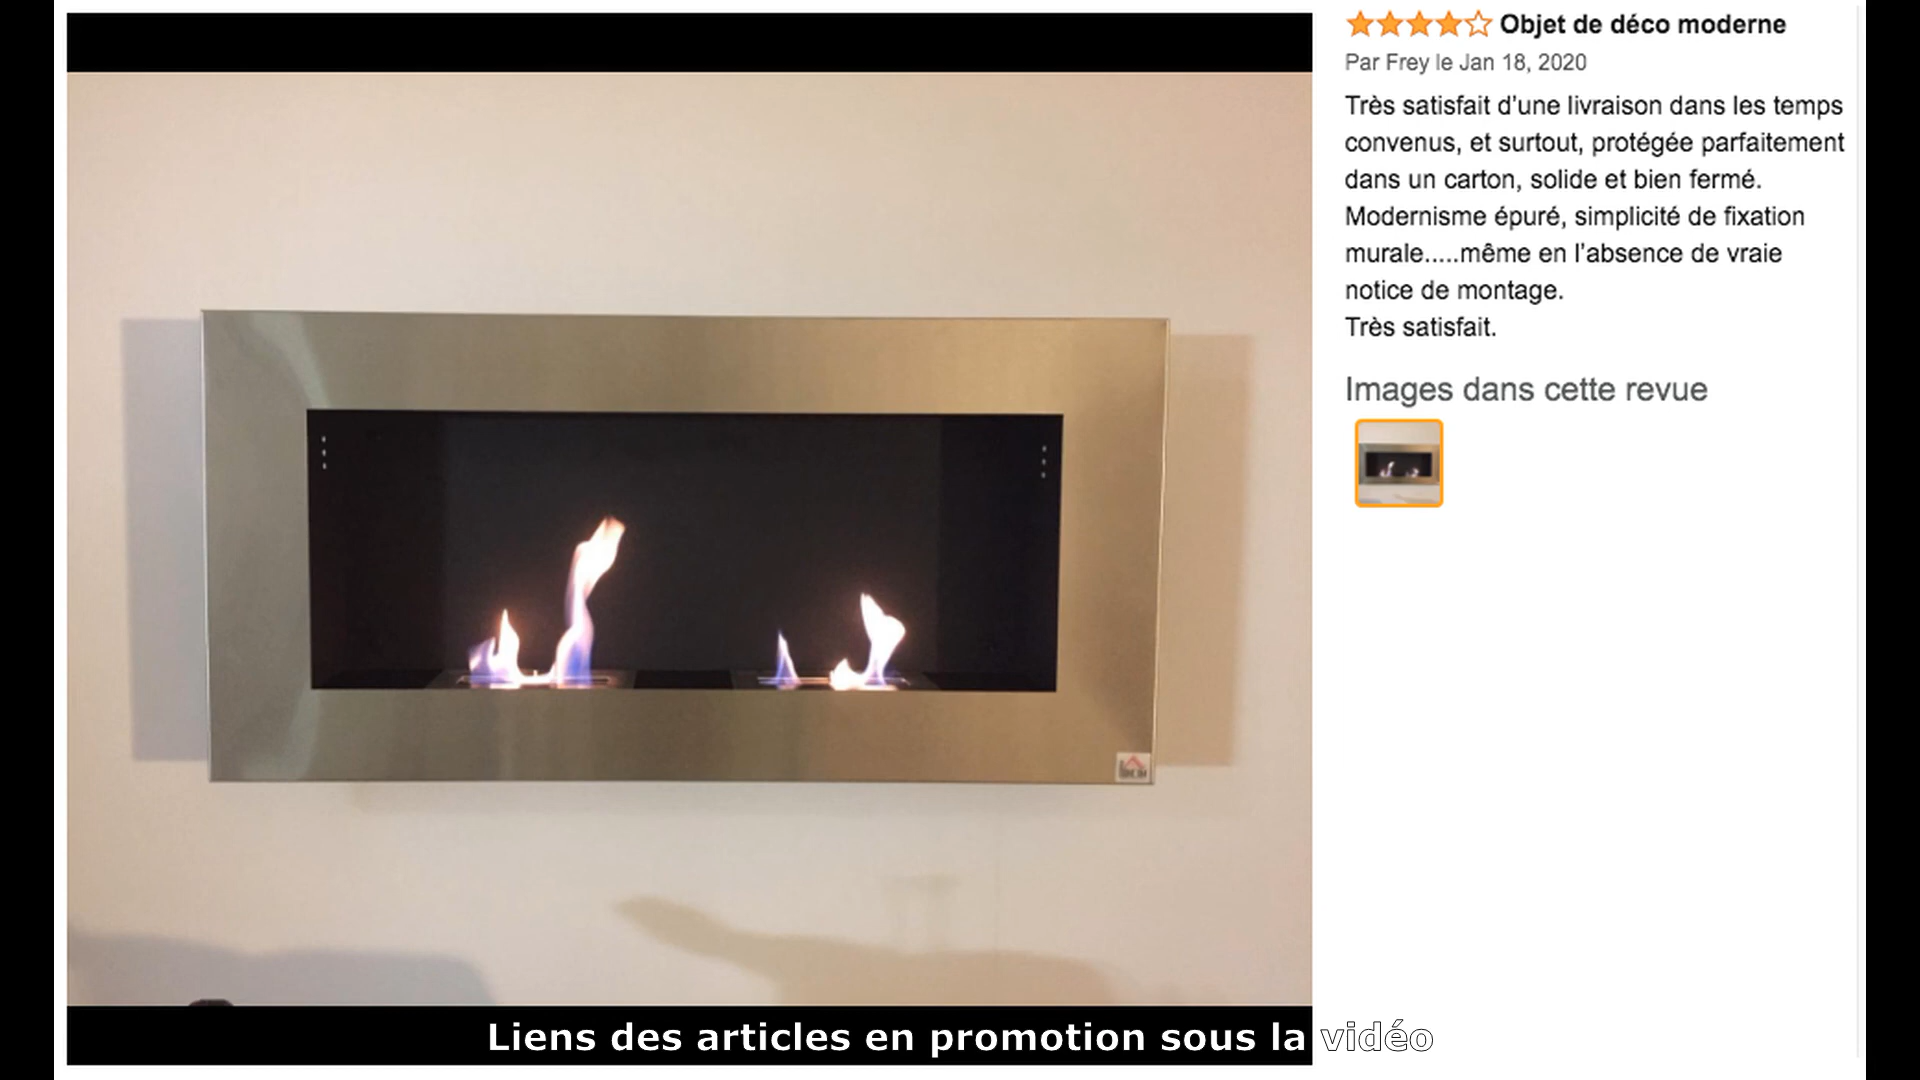 Objet de déco moderne
Par Frey le Jan 18, 2020
Très satisfait d'une livraison dans les temps
convenus, et surtout, protégée parfaitement
dans un carton, solide et bien fermé.
Modernisme épuré, simplicité de fixation
murale.....même en l'absence de vraie
notice de montage.
Très satisfait.
Images dans cette revue
Liens des articles en promotion sous la vidéo